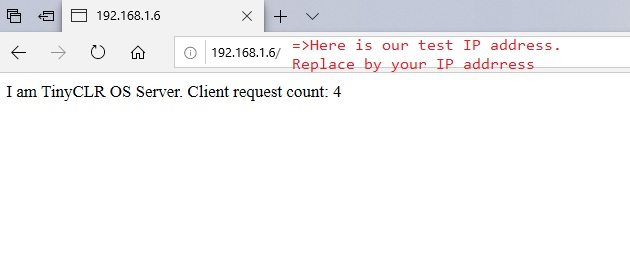 192.168.1.6
192.168.1.6/
=>Here is our test IP address.
Replace by your IP addrress
I am TinyCLR OS Server. Client request count: 4